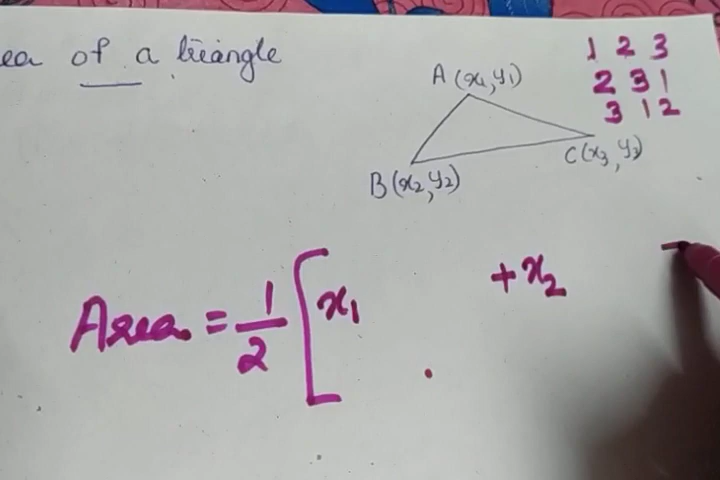 ea of a triangle
A(x₁,y₁)
B(x₂,y₂)
C(x₃,y₃)
1 2 3
2 3 1
3 1 2
Area = 1/2 [ x₁ + x₂